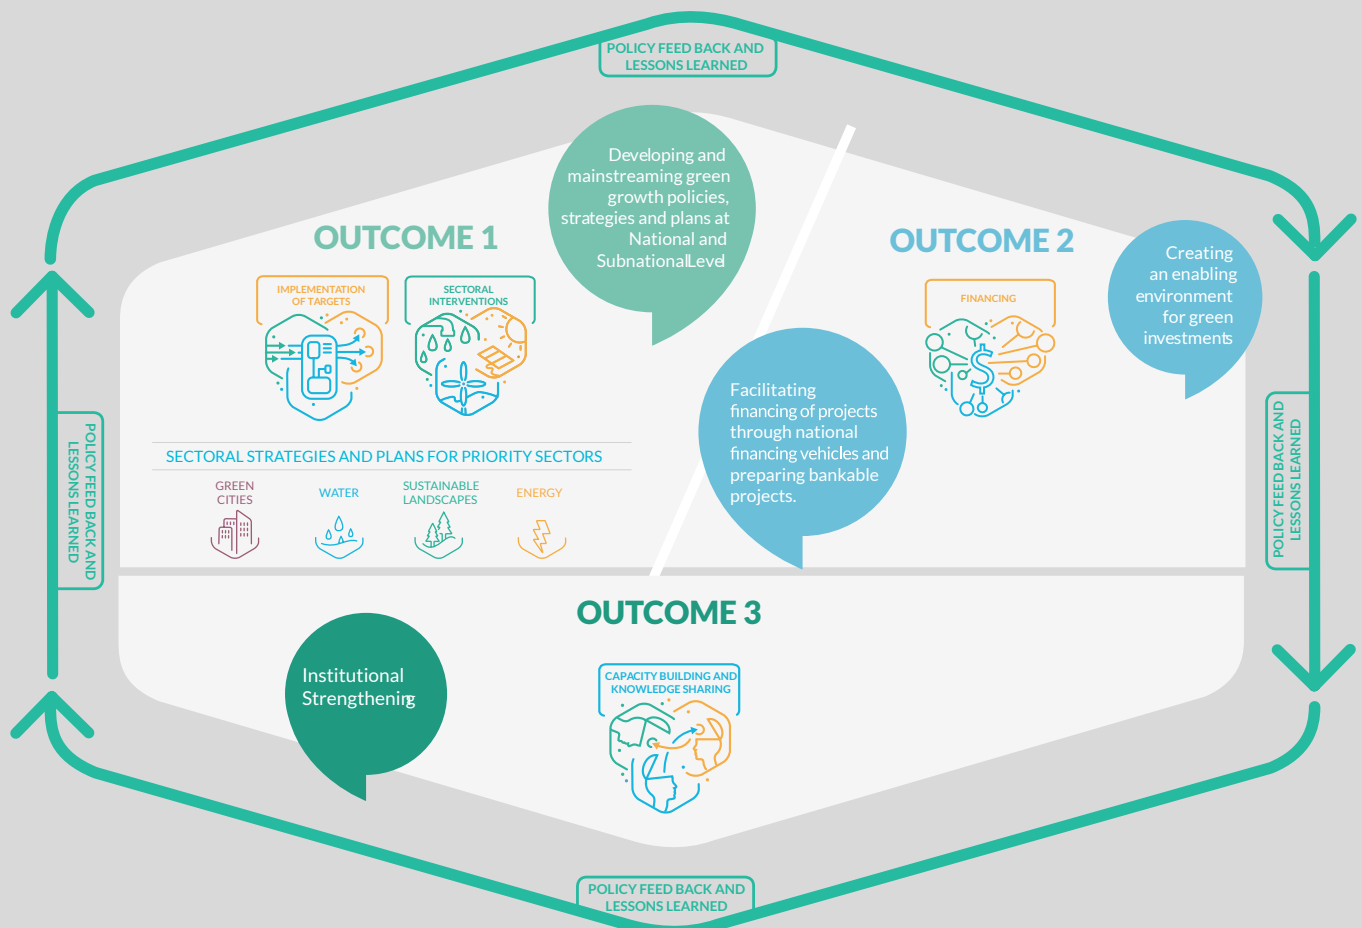 POLICY FEED BACK AND
LESSONS LEARNED
Developing and
mainstreaming green
growth policies,
strategies and plans at
National and
SubnationalLevel
OUTCOME 1
IMPLEMENTATION
OF TARGETS
SECTORAL
INTERVENTIONS
SECTORAL STRATEGIES AND PLANS FOR PRIORITY SECTORS
GREEN
CITIES
WATER
SUSTAINABLE
LANDSCAPES
ENERGY
OUTCOME 2
FINANCING
$
Creating
an enabling
environment
for green
investments
Facilitating
financing of projects
through national
financing vehicles and
preparing bankable
projects.
POLICY FEED BACK AND
LESSONS LEARNED
POLICY FEED BACK AND
LESSONS LEARNED
OUTCOME 3
Institutional
Strengthening
CAPACITY BUILDING AND
KNOWLEDGE SHARING
POLICY FEED BACK AND
LESSONS LEARNED